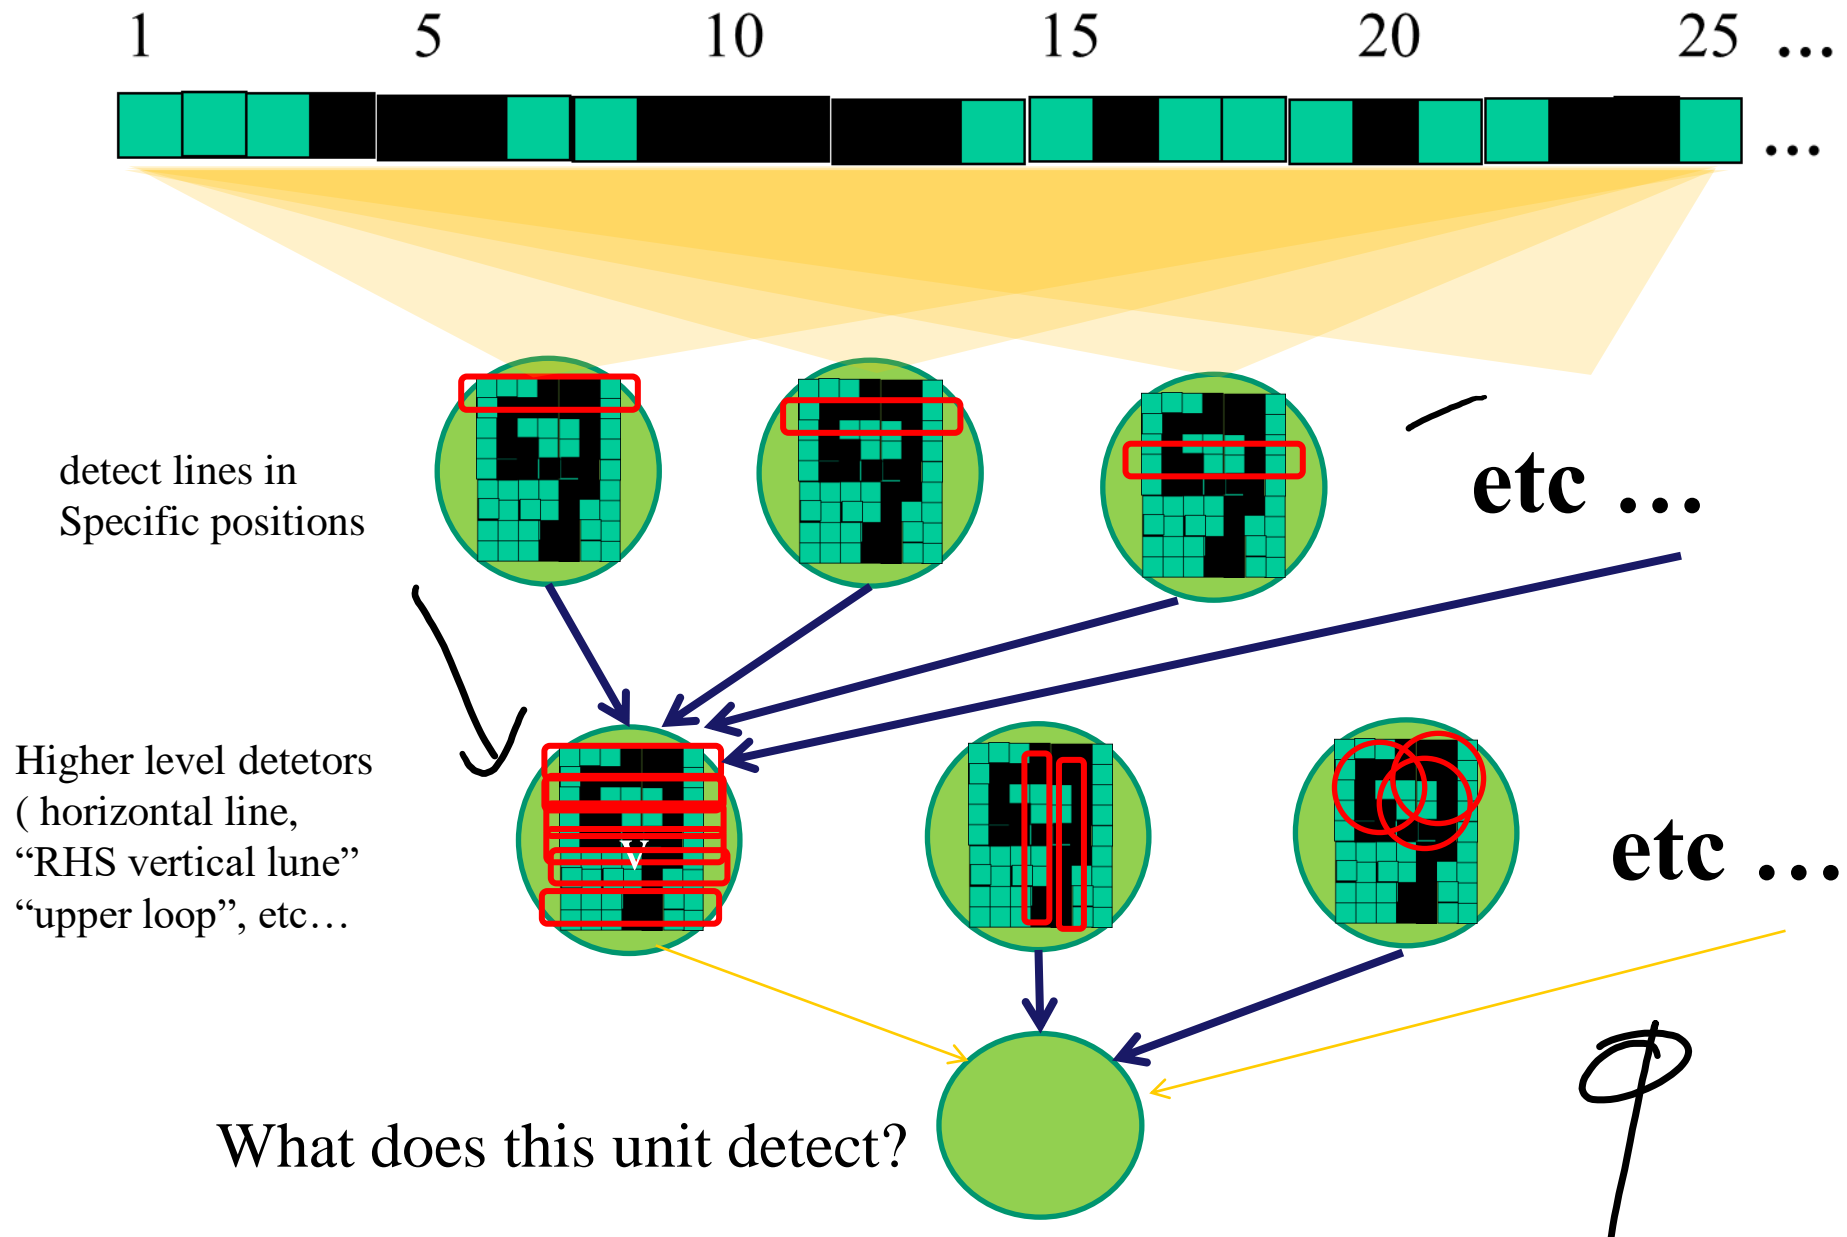 1 5 10 15 20 25 ...
...
detect lines in
Specific positions
etc ...
Higher level detetors
( horizontal line,
“RHS vertical lune”
“upper loop”, etc…
v
etc ...
What does this unit detect?
9